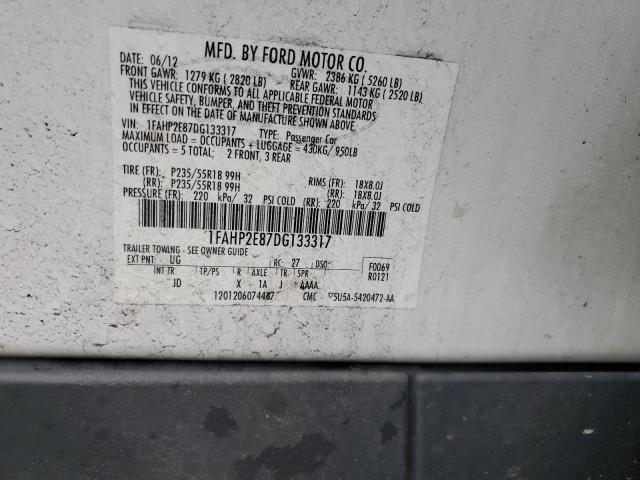 MFD. BY FORD MOTOR CO.
DATE: 06/12 GVWR: 2386 KG ( 5260 LB)
FRONT GAWR: 1279 KG ( 2820 LB) REAR GAWR: 1143 KG ( 2520 LB)
THIS VEHICLE CONFORMS TO ALL APPLICABLE FEDERAL MOTOR
VEHICLE SAFETY, BUMPER, AND THEFT PREVENTION STANDARDS
IN EFFECT ON THE DATE OF MANUFACTURE SHOWN ABOVE.
VIN: 1FAHP2E87DG133317 TYPE: Passenger Car
MAXIMUM LOAD = OCCUPANTS + LUGGAGE = 430KG/ 950LB
OCCUPANTS = 5 TOTAL; 2 FRONT, 3 REAR
TIRE (FR): P235/55R18 99H RIMS (FR): 18X8.0J
(RR): P235/55R18 99H (RR): 18X8.0J
PRESSURE (FR): 220 kPa/ 32 PSI COLD (RR): 220 kPa/ 32 PSI COLD
1FAHP2E87DG133317
TRAILER TOWING - SEE OWNER GUIDE
EXT PNT: UG RC: 27 DSO: F0069
R0121
INT TR TP/PS R AXLE TR SPR
JD X 1A J AAAA
1201206074487 CMC 5U5A-5420472-AA